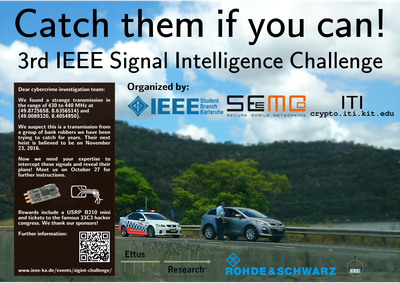 Catch them if you can!
3rd IEEE Signal Intelligence Challenge
Organized by:
IEEE Student Branch Karlsruhe
SEEMO
SECURE MOBILE NETWORKING
ITI
crypto.iti.kit.edu
Dear cybercrime investigation team:
We found a strange transmission in
the range of 430 to 440 MHz at
(49.8725658, 8.6356514) and
(49.0089320, 8.4054950).
We suspect this is a transmission from
a group of bank robbers we have been
trying to catch for years. Their next
heist is believed to be on November
23, 2016.
Now we need your expertise to
intercept these signals and reveal their
plans! Meet us on October 27 for
further instructions.
Rewards include a USRP B210 mini
and tickets to the famous 33C3 hacker
congress. We thank our sponsors!
Further information:
www.ieee-ka.de/events/sigint-challenge/
Ettus
Research™
ROHDE&SCHWARZ